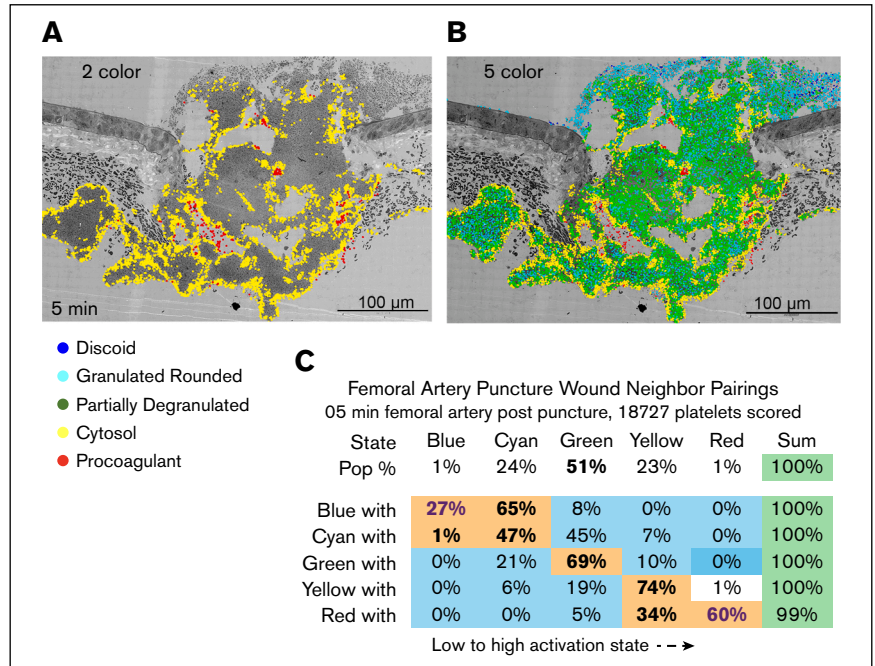 A
B
2 color
5 color
5 min
100 µm
100 µm
Discoid
Granulated Rounded
Partially Degranulated
Cytosol
Procoagulant
C
Femoral Artery Puncture Wound Neighbor Pairings
05 min femoral artery post puncture, 18727 platelets scored
State Blue Cyan Green Yellow Red Sum
Pop % 1% 24% 51% 23% 1% 100%
Blue with 27% 65% 8% 0% 0% 100%
Cyan with 1% 47% 45% 7% 0% 100%
Green with 0% 21% 69% 10% 0% 100%
Yellow with 0% 6% 19% 74% 1% 100%
Red with 0% 0% 5% 34% 60% 99%
Low to high activation state